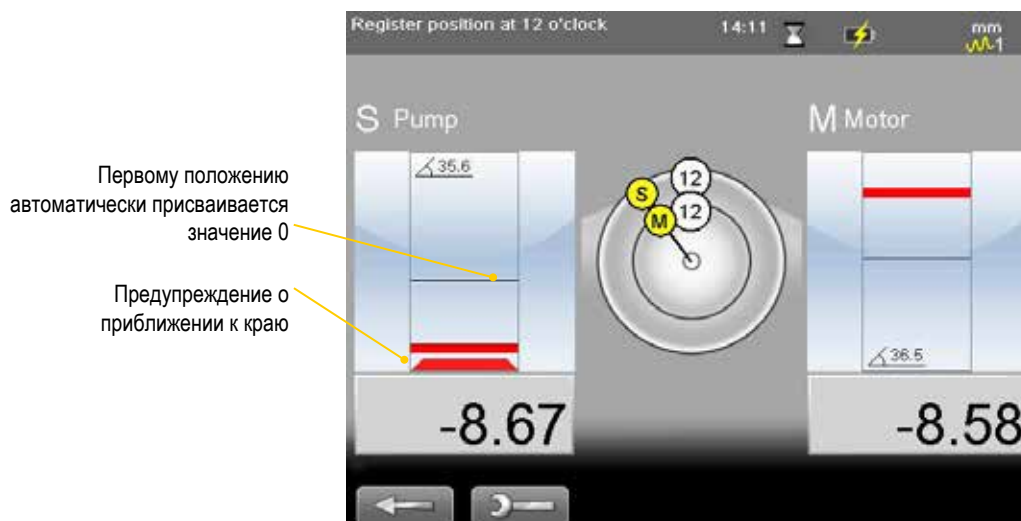 Register position at 12 o'clock 14:11 mm
1
S Pump M Motor
35.6
Первому положению
автоматически присваивается
значение 0
12
S
M 12
Предупреждение о
приближении к краю
36.5
-8.67 -8.58